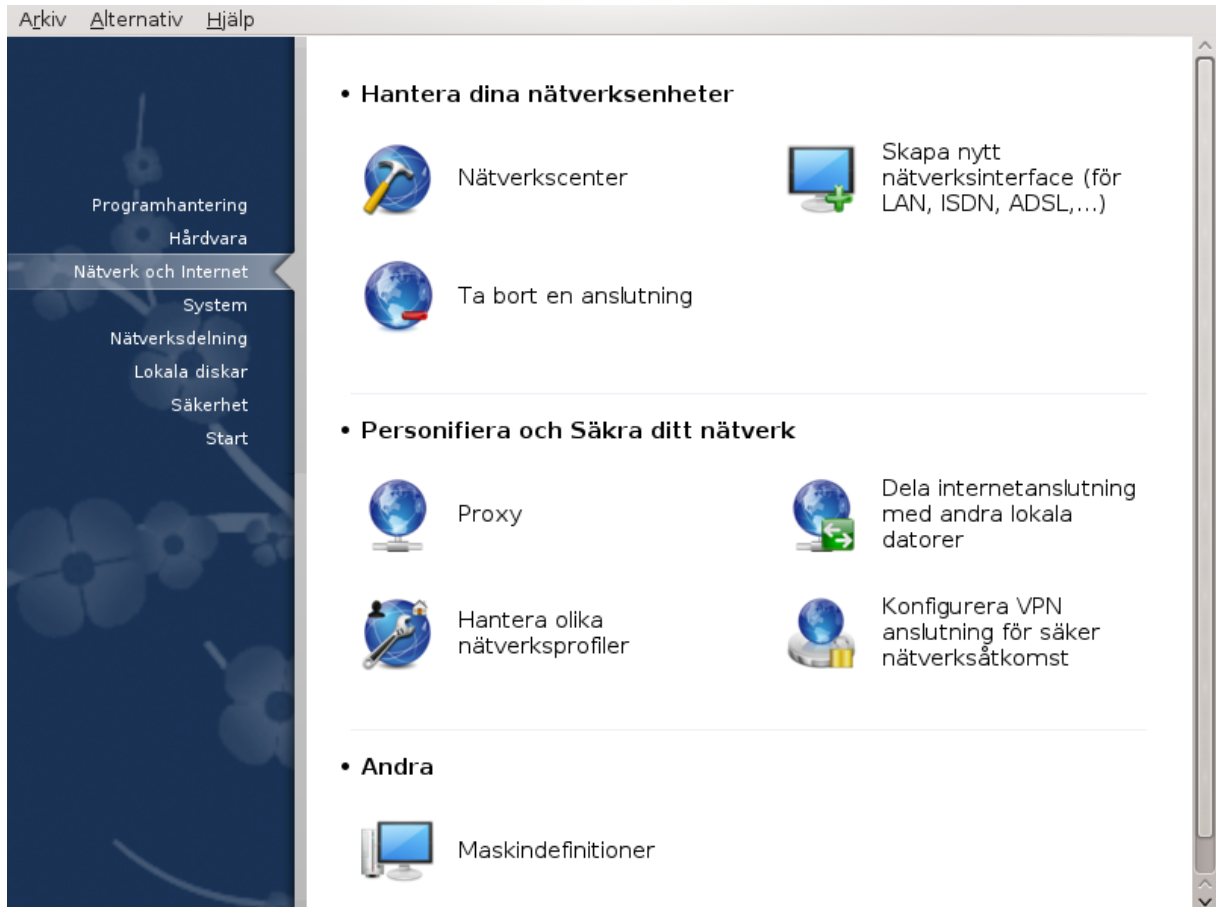 Arkiv Alternativ Hjälp
Programhantering
Hårdvara
Nätverk och Internet
System
Nätverksdelning
Lokala diskar
Säkerhet
Start
• Hantera dina nätverksenheter
Nätverkscenter
Skapa nytt
nätverksinterface (för
LAN, ISDN, ADSL,...)
Ta bort en anslutning
• Personifiera och Säkra ditt nätverk
Proxy
Dela internetanslutning
med andra lokala
datorer
Hantera olika
nätverksprofiler
Konfigurera VPN
anslutning för säker
nätverksåtkomst
• Andra
Maskindefinitioner